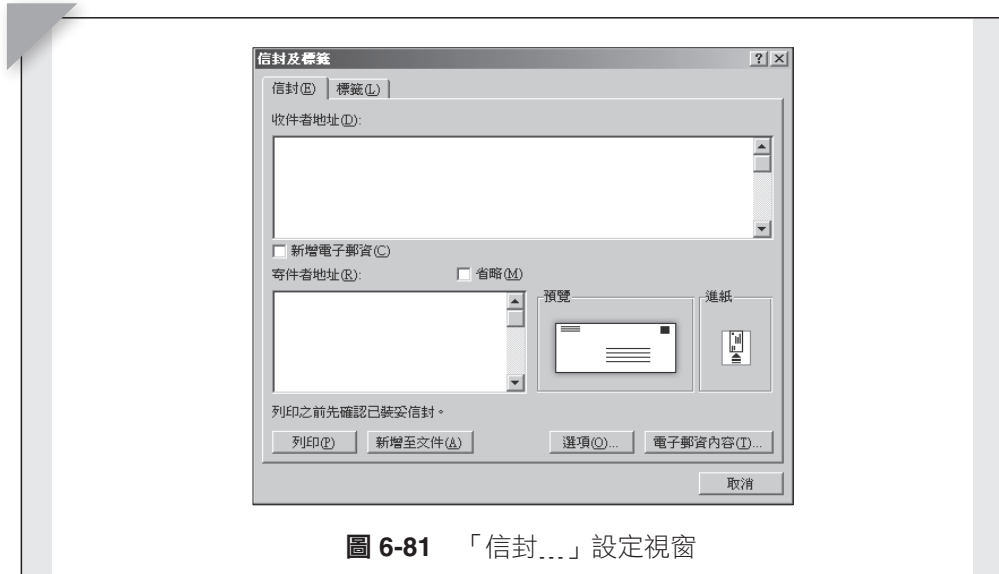 信封及標籤
信封(E) 標籤(L)
收件者地址(D):
新增電子郵資(C)
寄件者地址(R): 省略(M)
預覽 進紙
列印之前先確認已裝妥信封。
列印(P) 新增至文件(A) 選項(O)... 電子郵資內容(T)...
取消
圖 6-81 「信封...」設定視窗